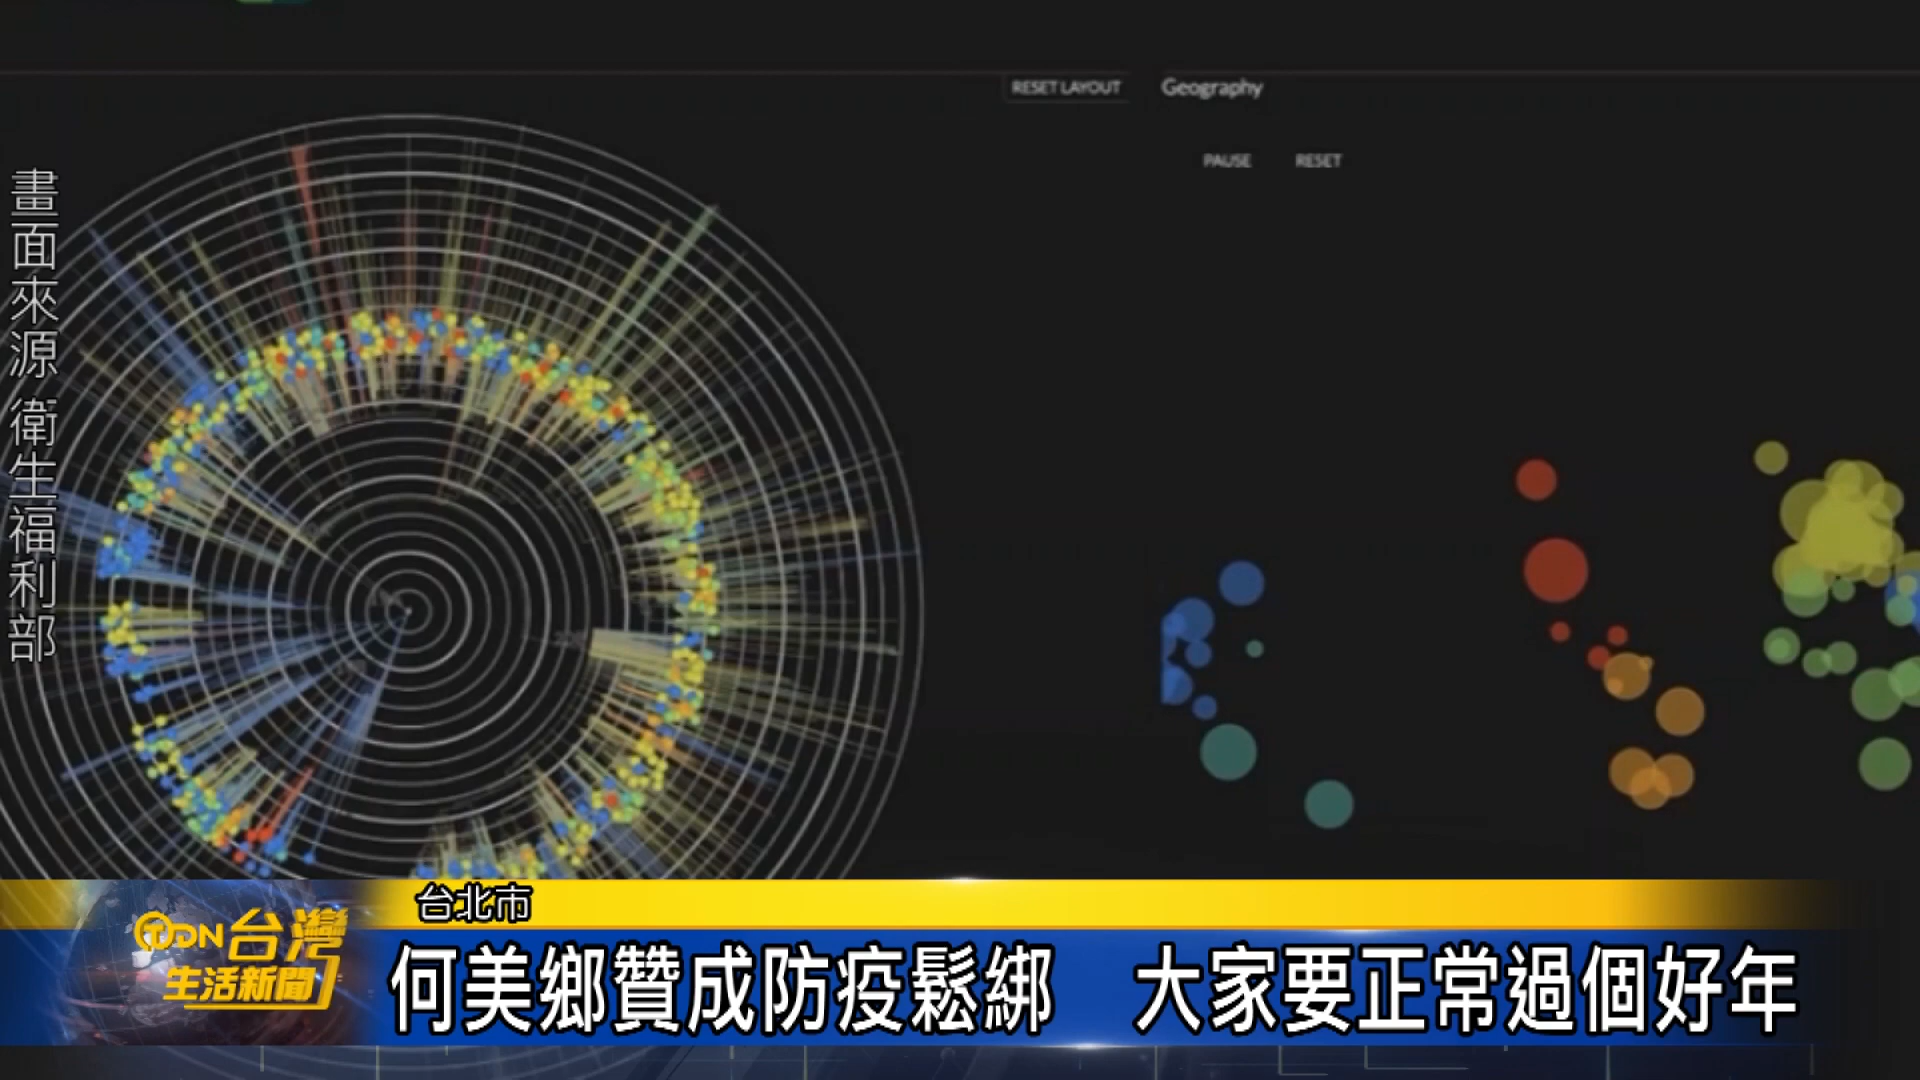 RESET LAYOUT
Geography
PAUSE
RESET
畫面來源 衛生福利部
台北市
TDN台灣
生活新聞
何美鄉贊成防疫鬆綁 大家要正常過個好年